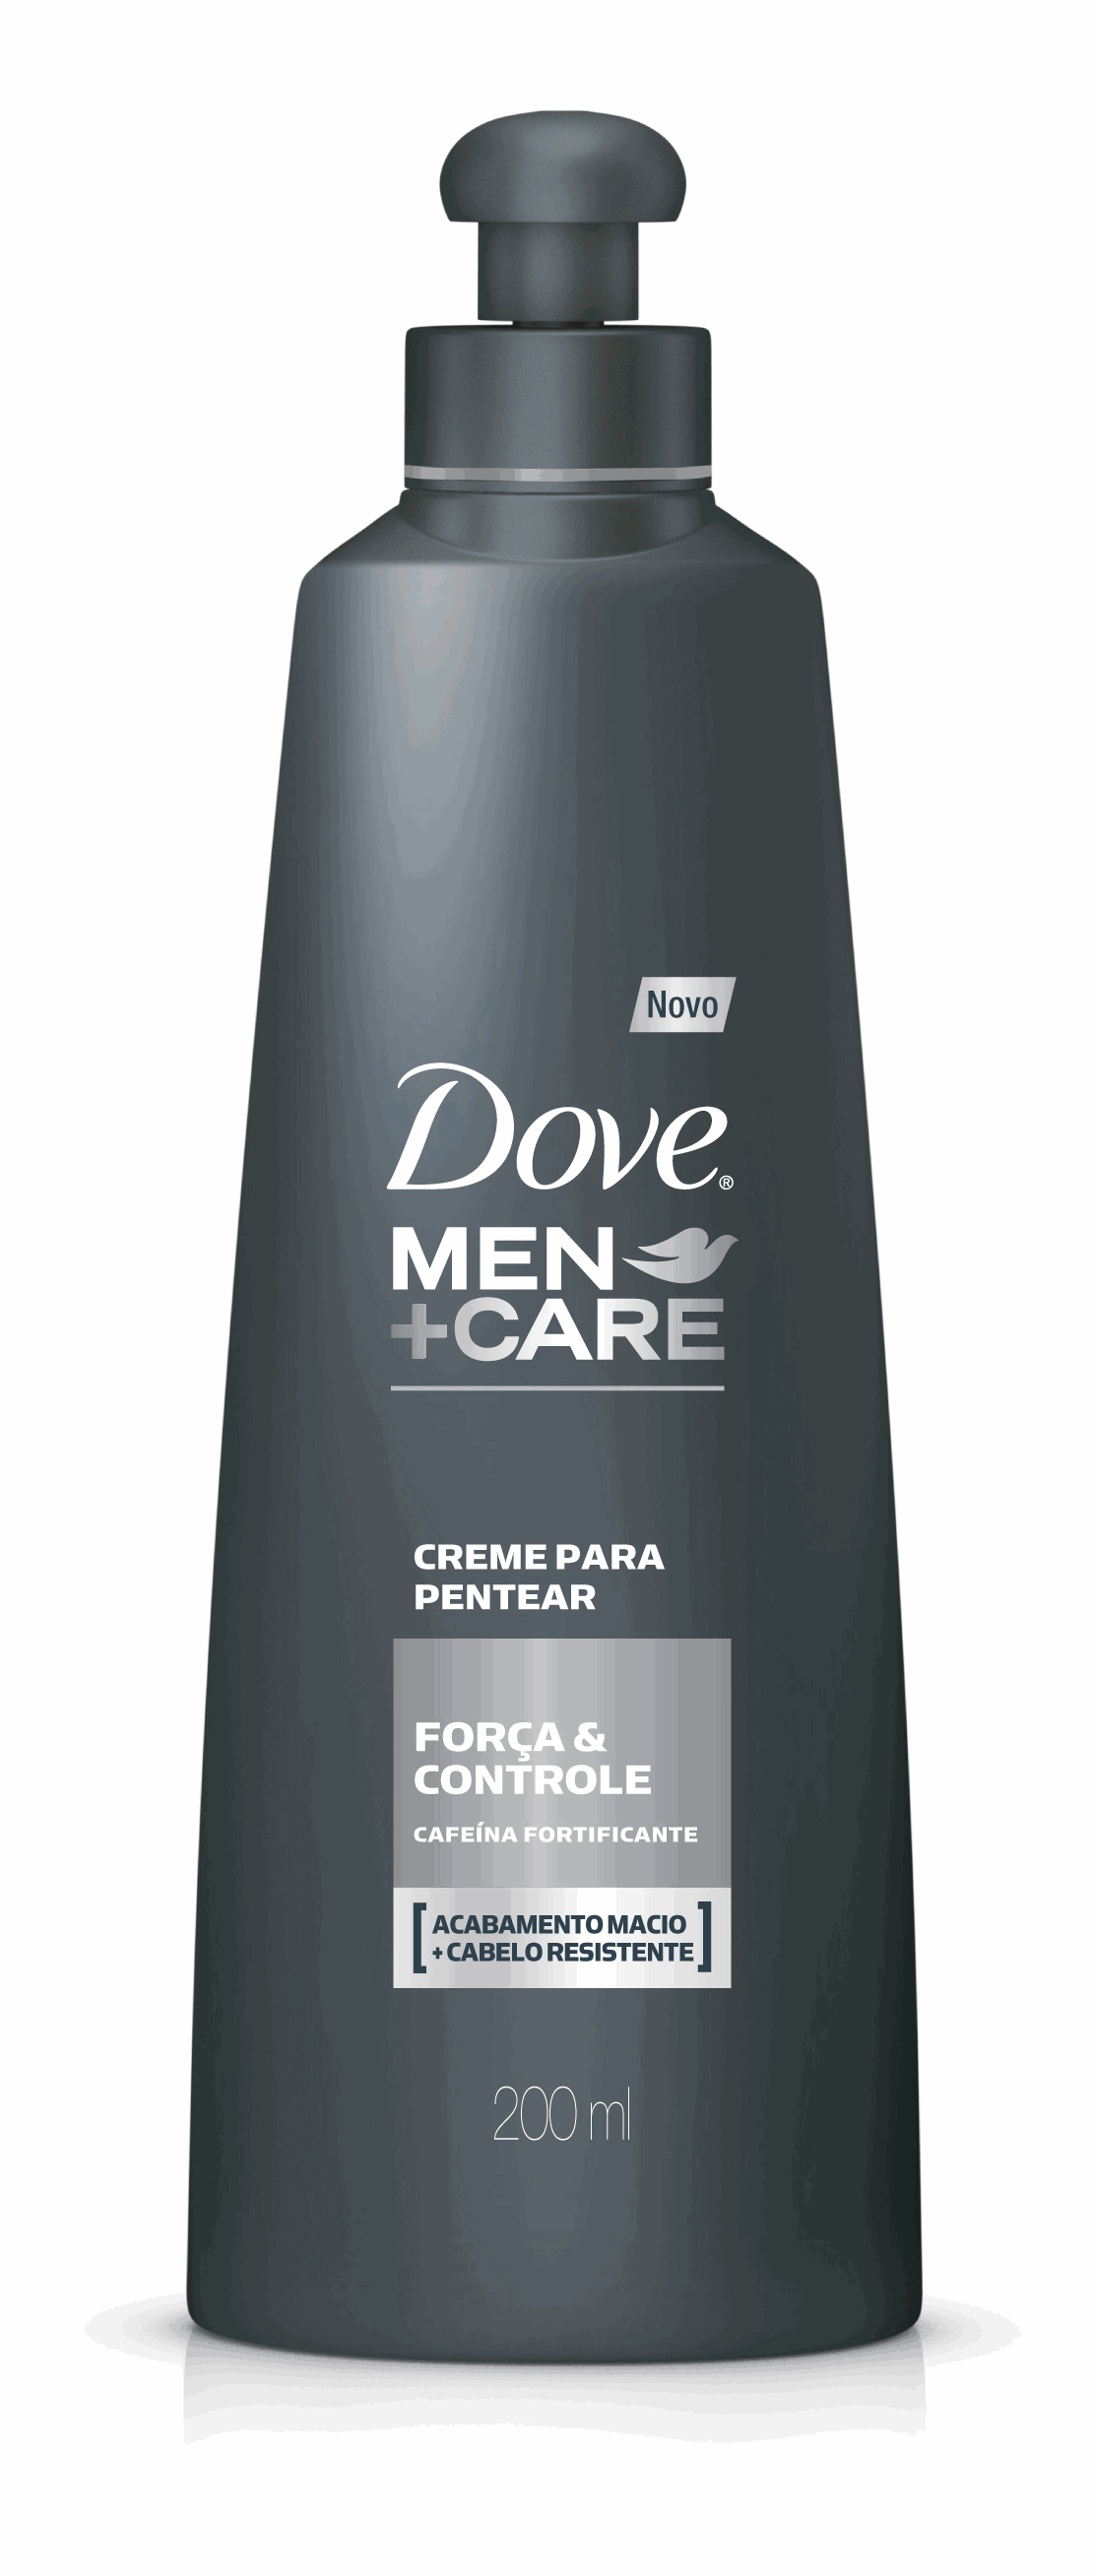 Novo
Dove®
MEN
+CARE
CREME PARA
PENTEAR
FORÇA &
CONTROLE
CAFEÍNA FORTIFICANTE
[ACABAMENTO MACIO
+CABELO RESISTENTE]
200 ml